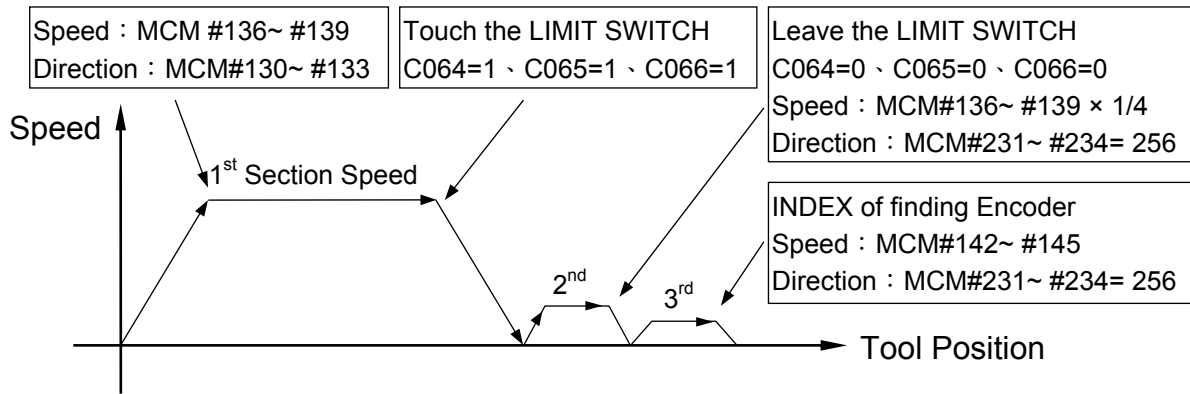 Speed：MCM #136~ #139
Direction：MCM#130~ #133
Touch the LIMIT SWITCH
C064=1、C065=1、C066=1
Leave the LIMIT SWITCH
C064=0、C065=0、C066=0
Speed：MCM#136~ #139 × 1/4
Direction：MCM#231~ #234= 256
Speed
1st Section Speed
INDEX of finding Encoder
Speed：MCM#142~ #145
Direction：MCM#231~ #234= 256
2nd
3rd
Tool Position